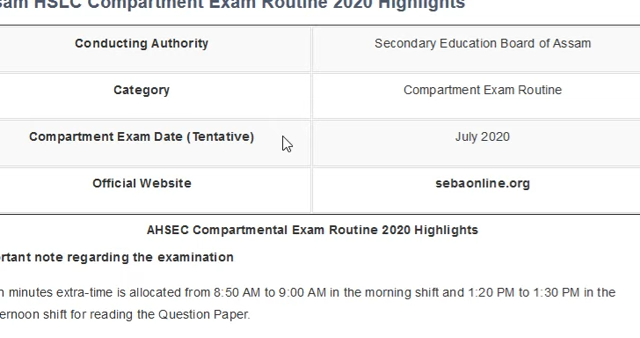 sam HSLC Compartment Exam Routine 2020 Highlights
Conducting Authority Secondary Education Board of Assam
Category Compartment Exam Routine
Compartment Exam Date (Tentative) July 2020
Official Website sebaonline.org
AHSEC Compartmental Exam Routine 2020 Highlights
rtant note regarding the examination
n minutes extra-time is allocated from 8:50 AM to 9:00 AM in the morning shift and 1:20 PM to 1:30 PM in the
ernoon shift for reading the Question Paper.